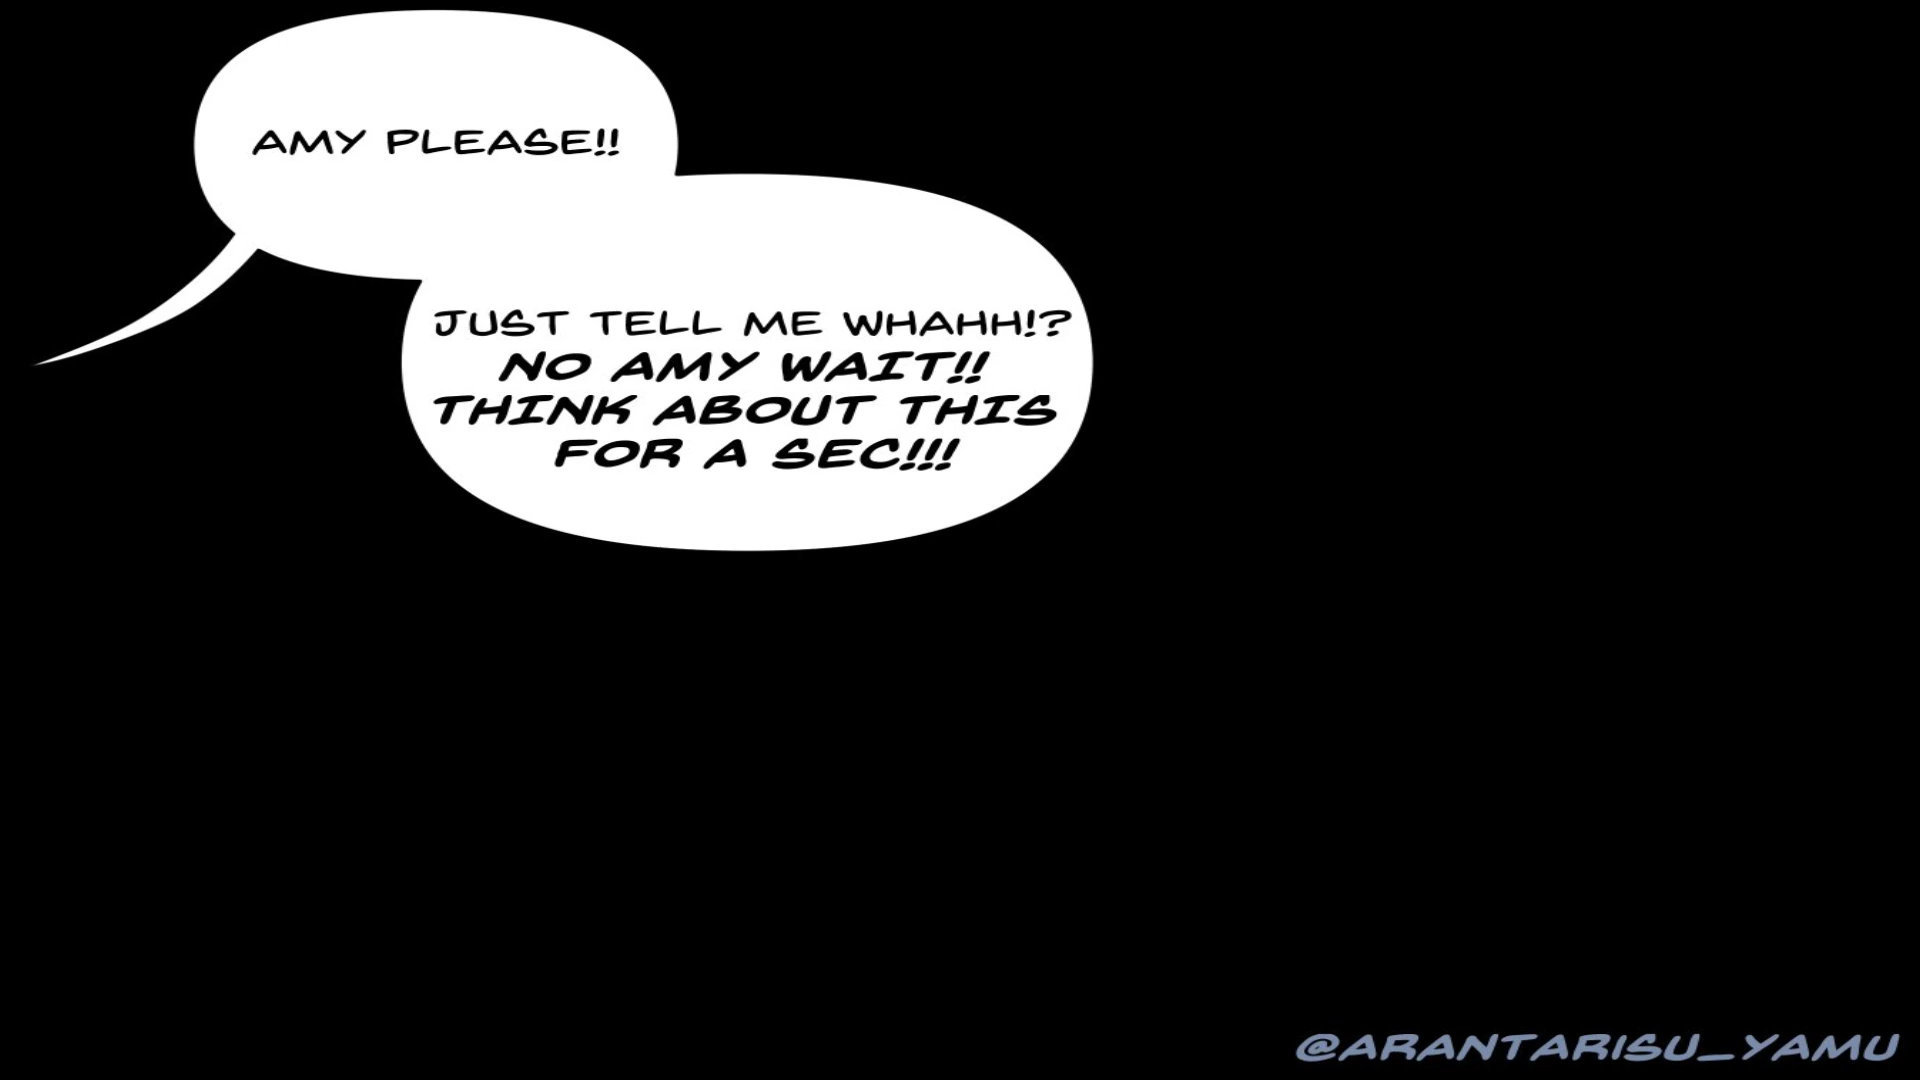 AMY PLEASE!!
JUST TELL ME WHAHH!?
NO AMY WAIT!!
THINK ABOUT THIS
FOR A SEC!!!
@ARANTARISU_YAMU